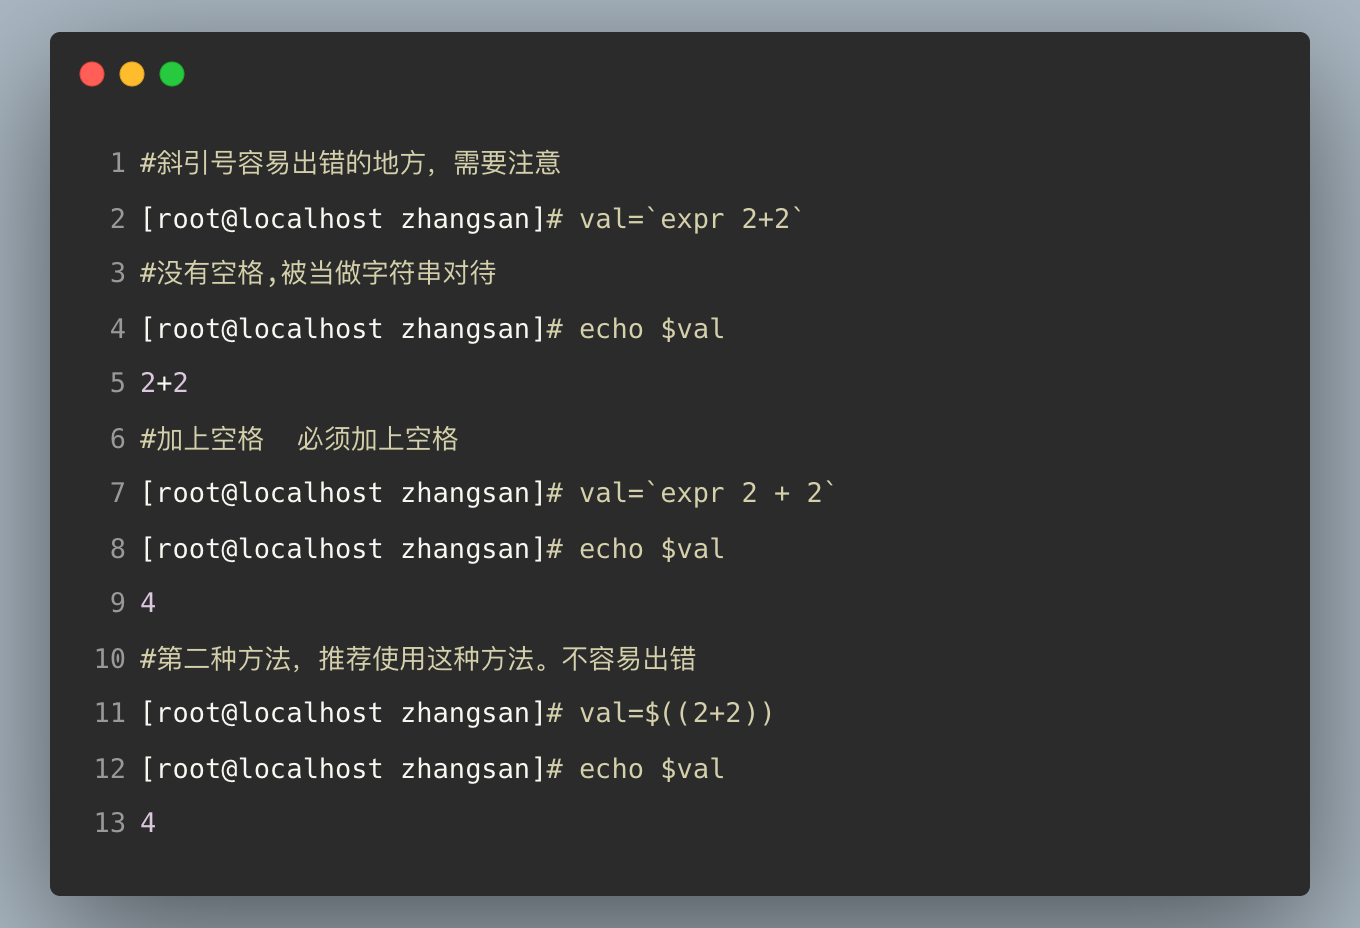 1 #斜引号容易出错的地方，需要注意
2 [root@localhost zhangsan]# val=`expr 2+2`
3 #没有空格,被当做字符串对待
4 [root@localhost zhangsan]# echo $val
5 2+2
6 #加上空格  必须加上空格
7 [root@localhost zhangsan]# val=`expr 2 + 2`
8 [root@localhost zhangsan]# echo $val
9 4
10 #第二种方法，推荐使用这种方法。不容易出错
11 [root@localhost zhangsan]# val=$((2+2))
12 [root@localhost zhangsan]# echo $val
13 4